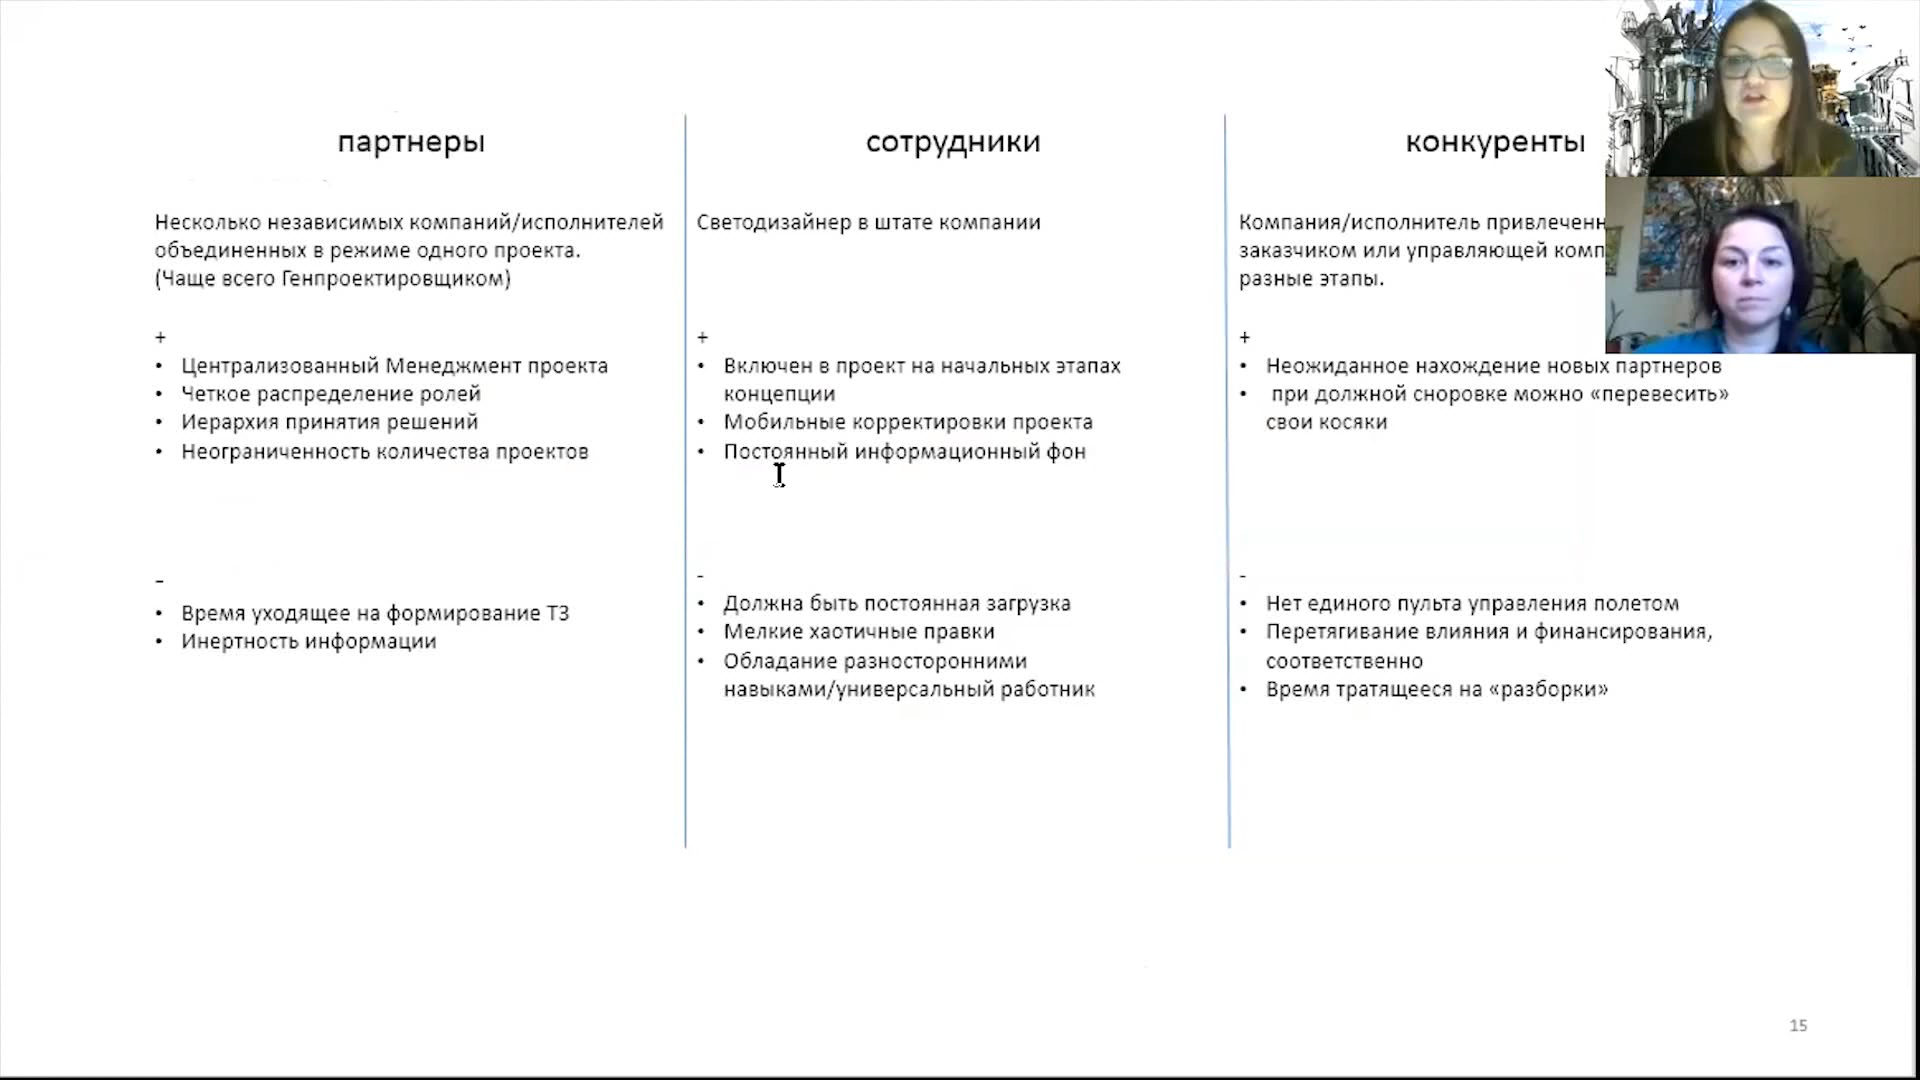 партнеры
Несколько независимых компаний/исполнителей
объединенных в режиме одного проекта.
(Чаще всего Генпроектировщиком)
+
• Централизованный Менеджмент проекта
• Четкое распределение ролей
• Иерархия принятия решений
• Неограниченность количества проектов
-
• Время уходящее на формирование ТЗ
• Инертность информации
сотрудники
Светодизайнер в штате компании
+
• Включен в проект на начальных этапах
концепции
• Мобильные корректировки проекта
• Постоянный информационный фон
-
• Должна быть постоянная загрузка
• Мелкие хаотичные правки
• Обладание разносторонними
навыками/универсальный работник
конкуренты
Компания/исполнитель
заказчиком или управляющей
разные этапы.
+
• Неожиданное нахождение новых партнеров
• при должной сноровке можно «перевесить»
свои косяки
-
• Нет единого пульта управления полетом
• Перетягивание влияния и финансирования,
соответственно
• Время тратящееся на «разборки»
15